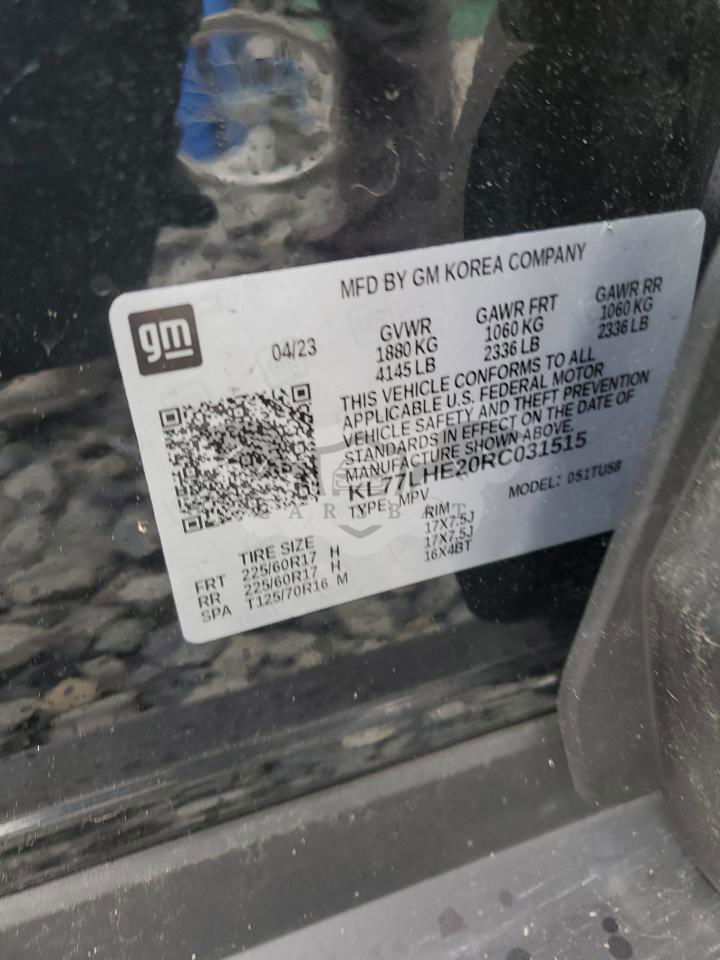 MFD BY GM KOREA COMPANY
gm
04/23
GVWR GAWR FRT GAWR RR
1880 KG 1060 KG 1060 KG
4145 LB 2336 LB 2336 LB
THIS VEHICLE CONFORMS TO ALL
APPLICABLE U.S. FEDERAL MOTOR
VEHICLE SAFETY AND THEFT PREVENTION
STANDARDS IN EFFECT ON THE DATE OF
MANUFACTURE SHOWN ABOVE.
KL77LHE20RC031515
TYPE: MPV MODEL: 051TU58
TIRE SIZE RIM
FRT 225/60R17 H 17X7.5J
RR 225/60R17 H 17X7.5J
SPA T125/70R16 M 16X4BT